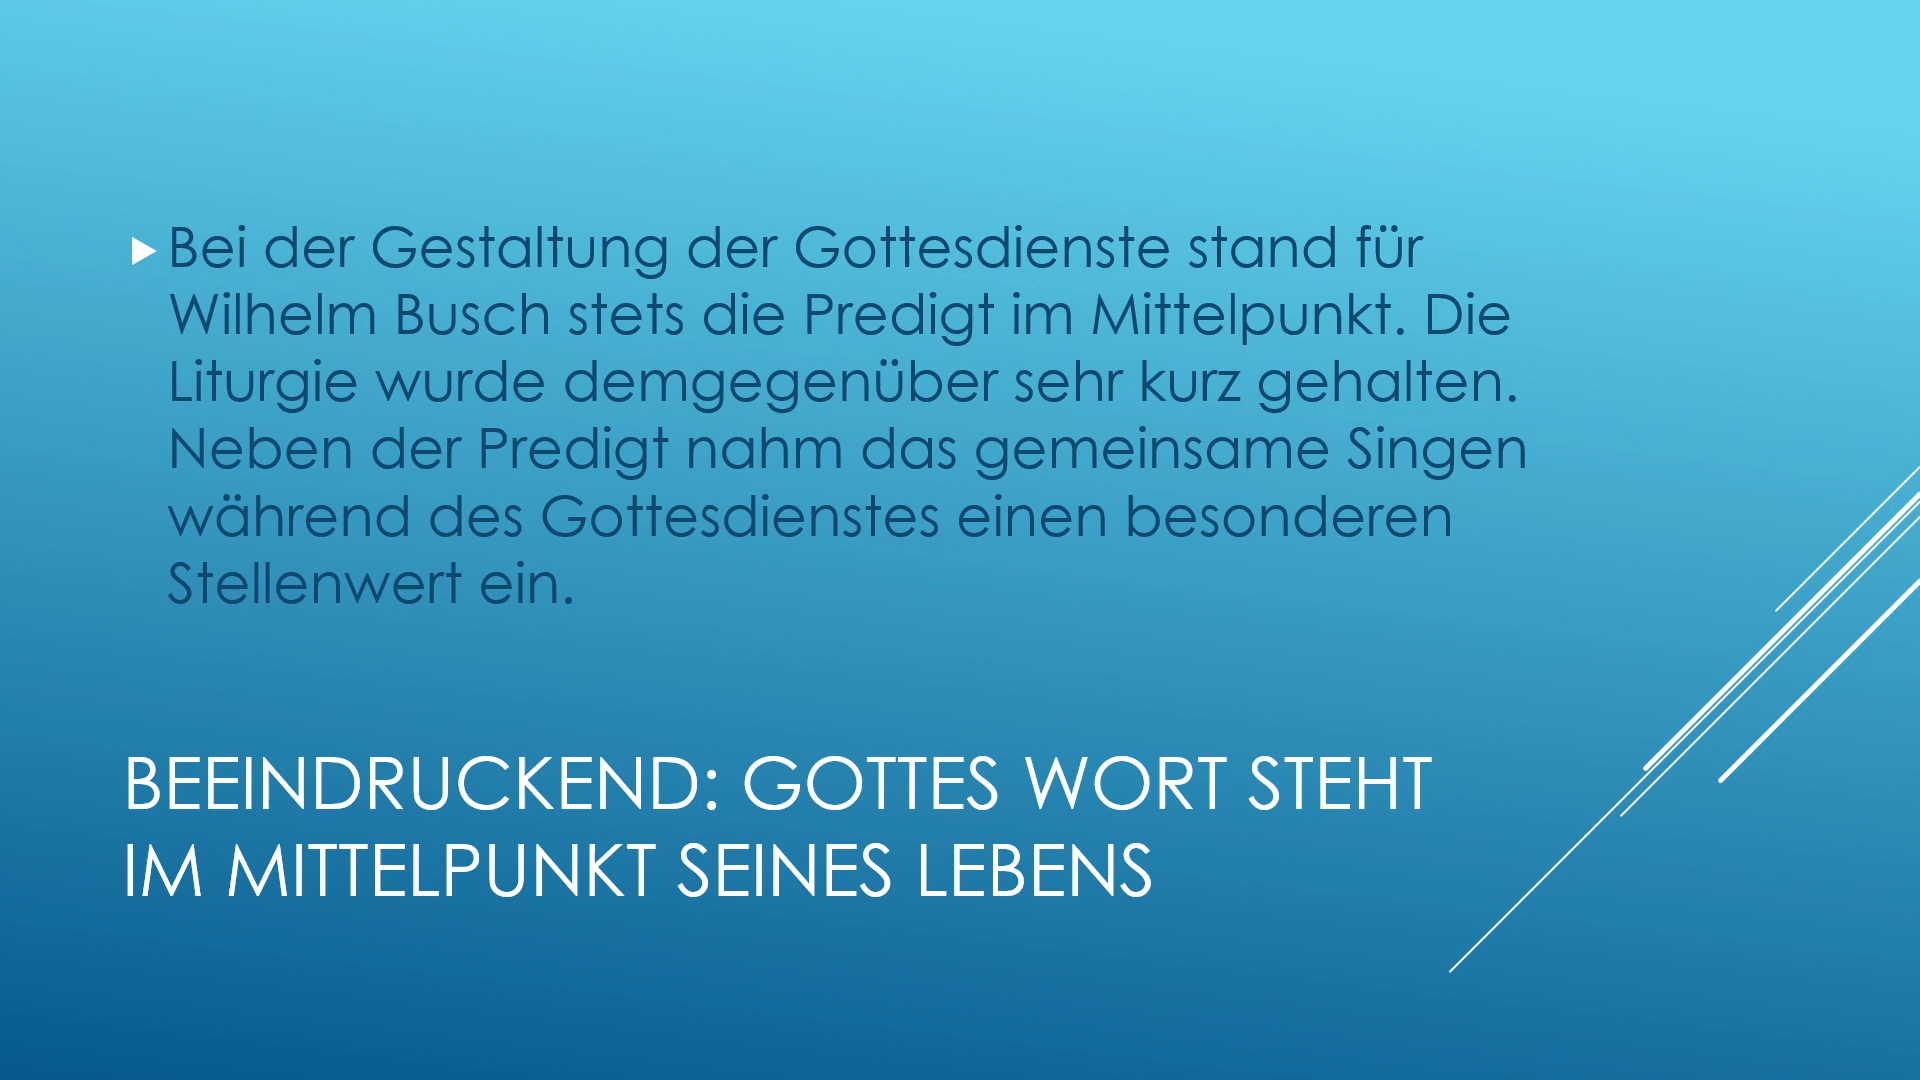 Bei der Gestaltung der Gottesdienste stand für
Wilhelm Busch stets die Predigt im Mittelpunkt. Die
Liturgie wurde demgegenüber sehr kurz gehalten.
Neben der Predigt nahm das gemeinsame Singen
während des Gottesdienstes einen besonderen
Stellenwert ein.
BEEINDRUCKEND: GOTTES WORT STEHT
IM MITTELPUNKT SEINES LEBENS